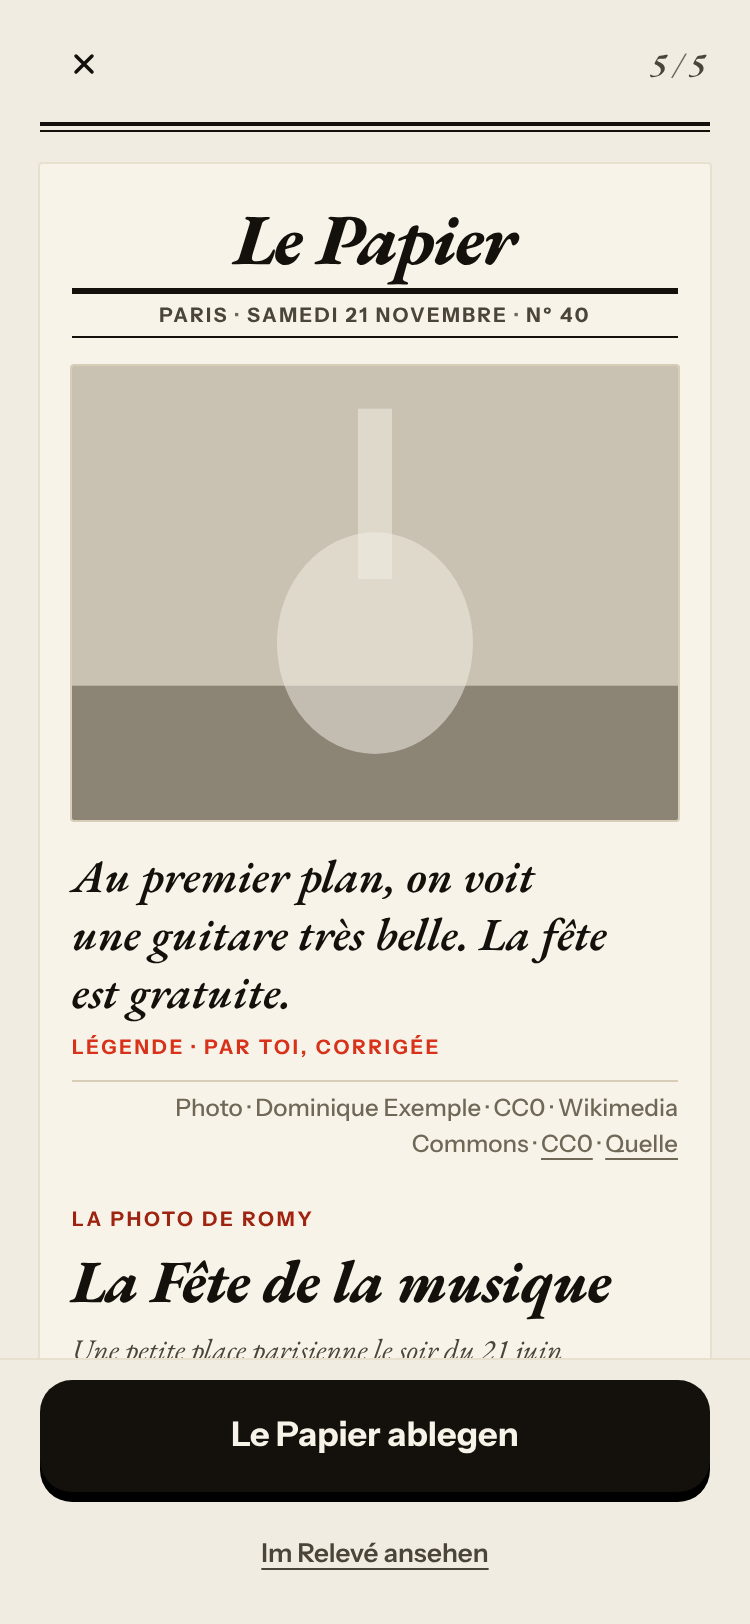 ×
5 / 5
Le Papier
PARIS · SAMEDI 21 NOVEMBRE · N° 40
Au premier plan, on voit
une guitare très belle. La fête
est gratuite.
LÉGENDE · PAR TOI, CORRIGÉE
Photo · Dominique Exemple · CC0 · Wikimedia
Commons · CC0 · Quelle
LA PHOTO DE ROMY
La Fête de la musique
Une petite place parisienne le soir du 21 juin
Le Papier ablegen
Im Relevé ansehen